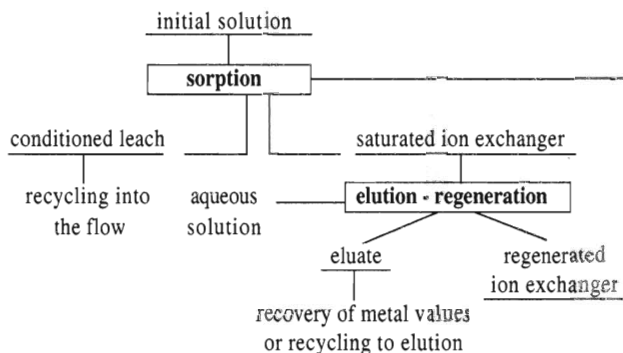 initial solution
sorption
conditioned leach
saturated ion exchanger
recycling into
the flow
aqueous
solution
elution - regeneration
eluate
regenerated
ion exchanger
recovery of metal values
or recycling to elution